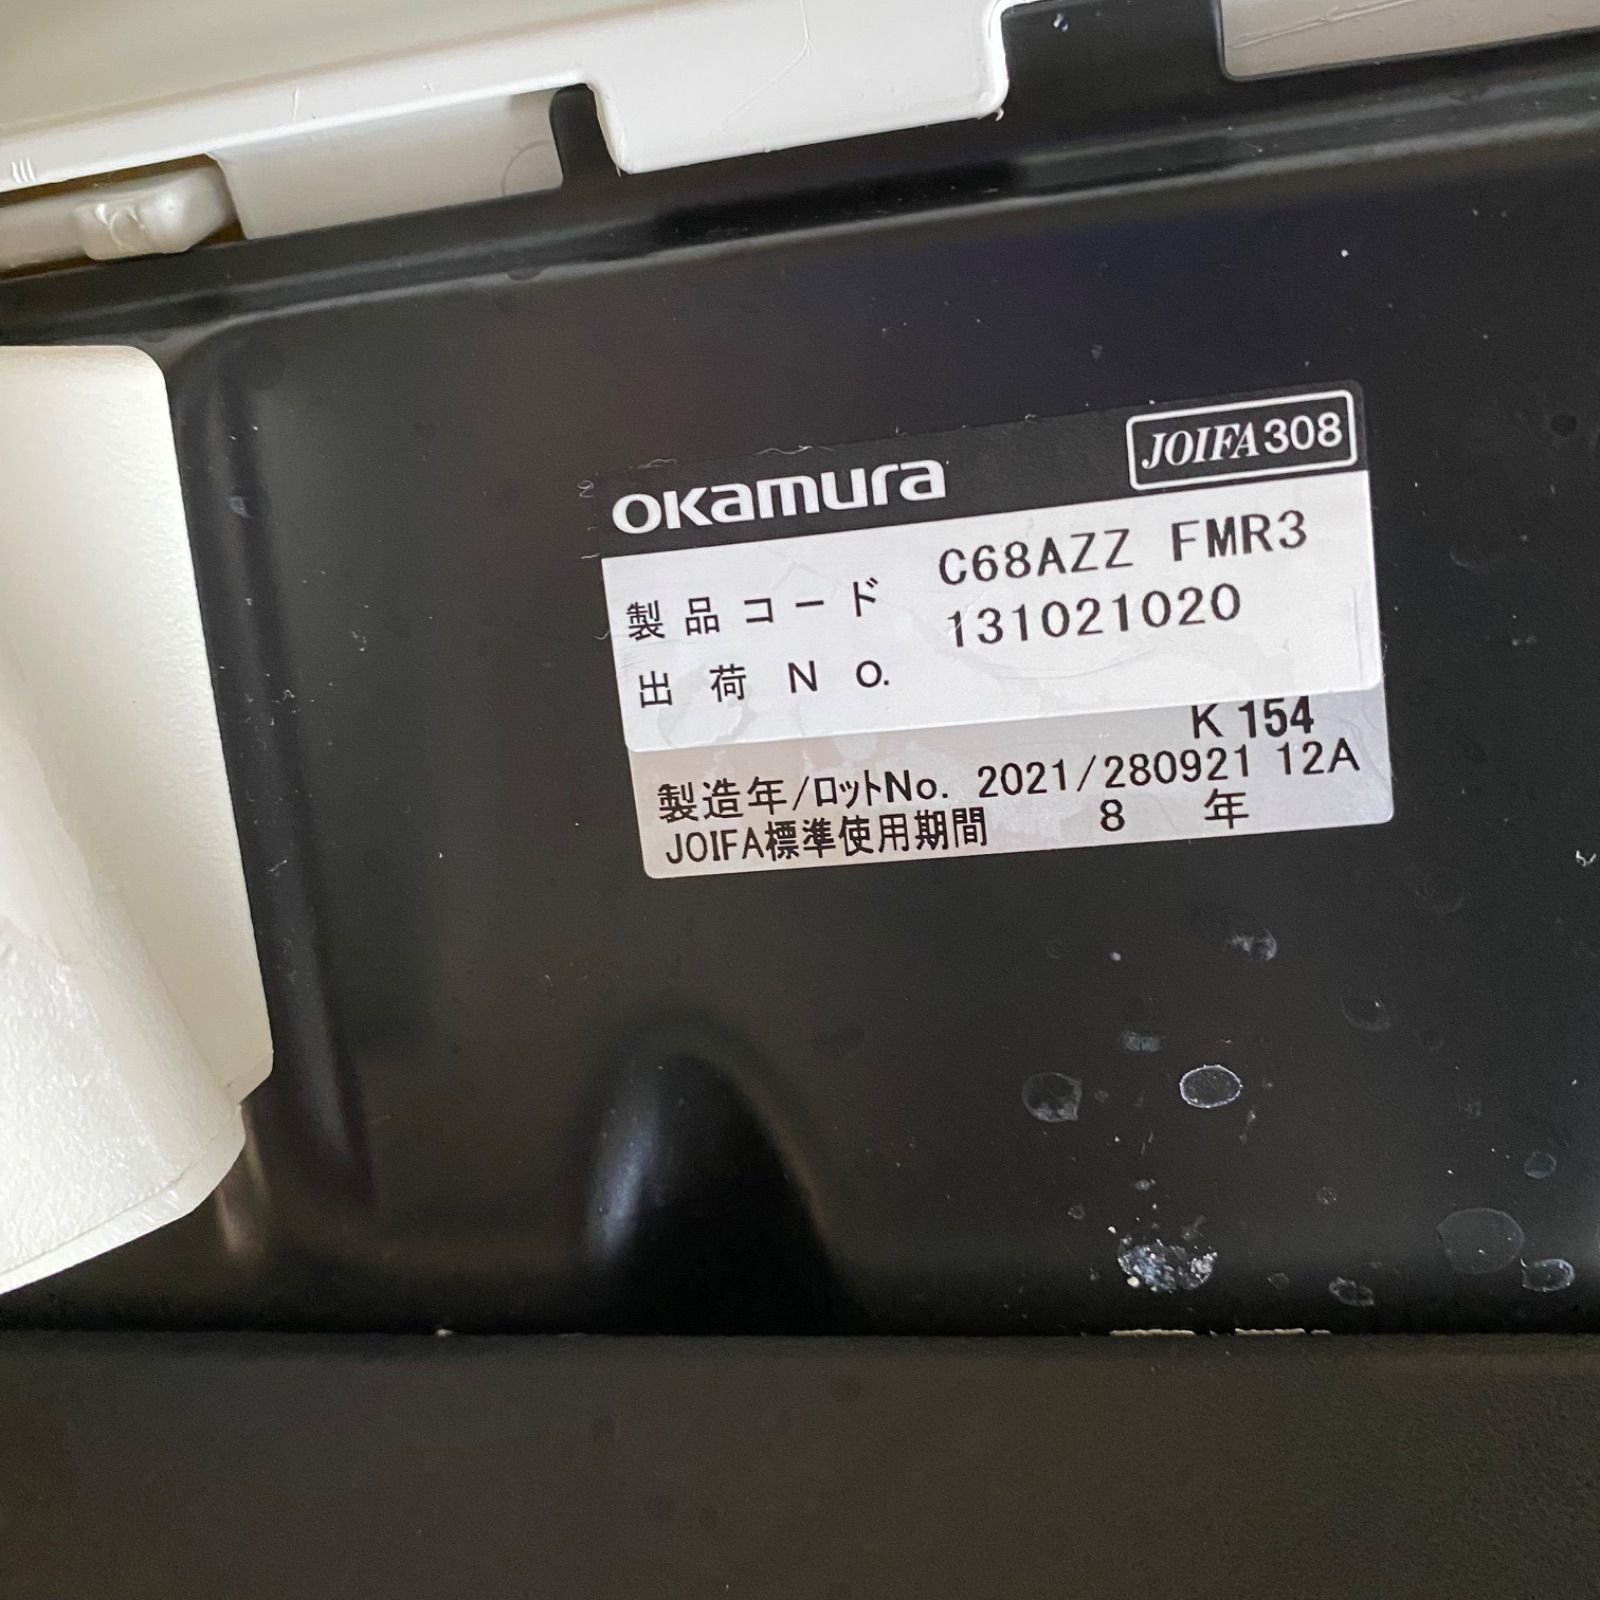 okamura
JOIFA308
製品コード C68AZZ FMR3
131021020
出荷NO.
K 154
製造年/ロットNo. 2021/280921 12A
JOIFA標準使用期間 8 年